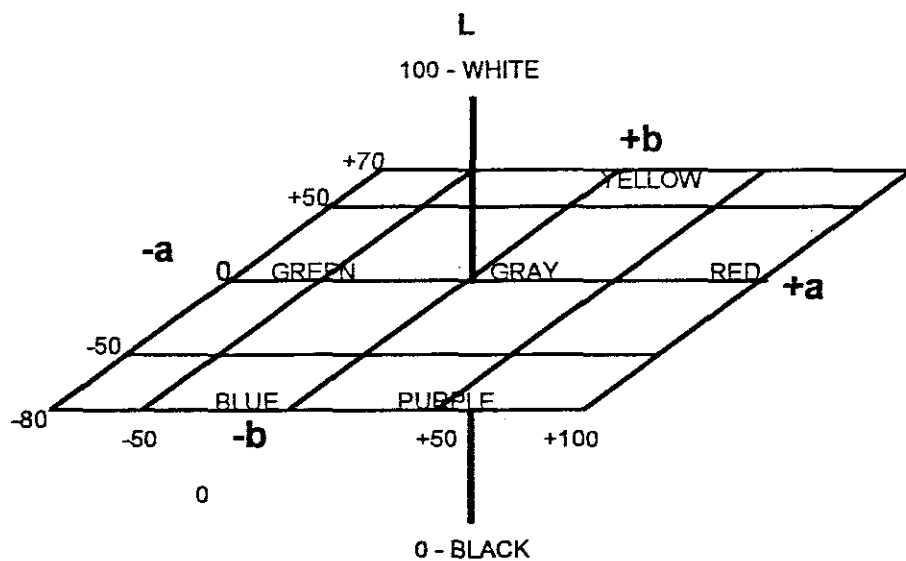 L
100 - WHITE
+b
+70
YELLOW
+50
-a
0 GREEN GRAY RED
+a
-50
BLUE PURPLE
-80
-50 -b +50 +100
0
0 - BLACK